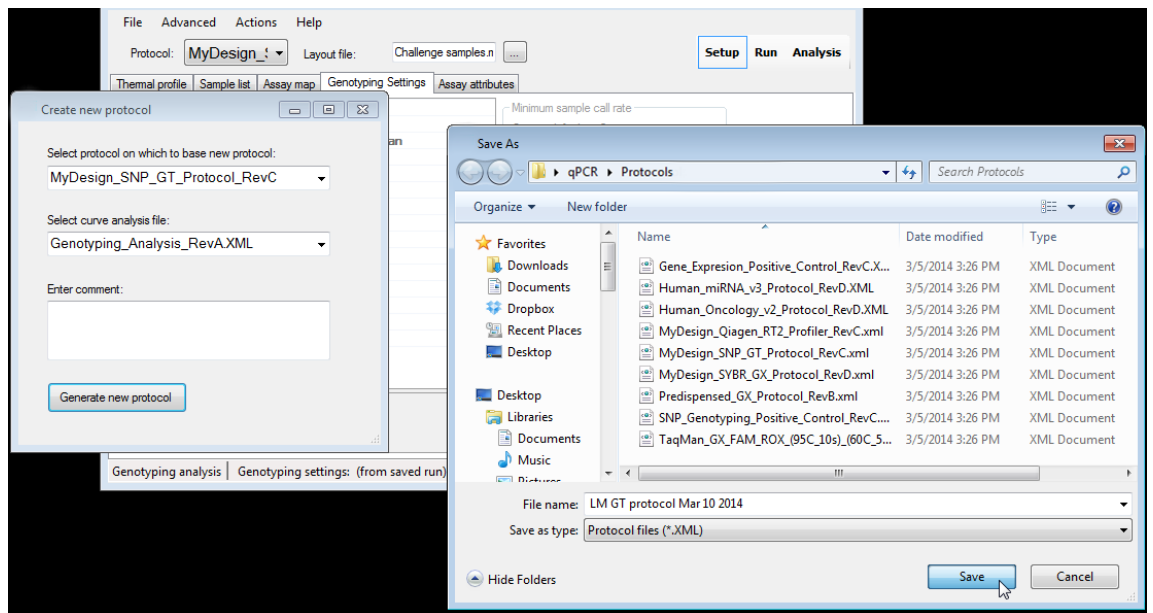 File Advanced Actions Help
Protocol: MyDesign_ Layout file: Challenge samples.n ... Setup Run Analysis
Thermal profile Sample list Assay map Genotyping Settings Assay attributes
Minimum sample call rate
an
Create new protocol
Select protocol on which to base new protocol:
MyDesign_SNP_GT_Protocol_RevC
Select curve analysis file:
Genotyping_Analysis_RevA.XML
Enter comment:
Generate new protocol
Genotyping analysis Genotyping settings: (from saved run)
Save As
qPCR Protocols Search Protocols
Organize New folder
Favorites
Downloads
Documents
Dropbox
Recent Places
Desktop
Desktop
Libraries
Documents
Music
Pictures
Name Date modified Type
Gene_Expresion_Positive_Control_RevC.X... 3/5/2014 3:26 PM XML Document
Human_miRNA_v3_Protocol_RevD.XML 3/5/2014 3:26 PM XML Document
Human_Oncology_v2_Protocol_RevD.XML 3/5/2014 3:26 PM XML Document
MyDesign_Qiagen_RT2_Profiler_RevC.xml 3/5/2014 3:26 PM XML Document
MyDesign_SNP_GT_Protocol_RevC.xml 3/5/2014 3:26 PM XML Document
MyDesign_SYBR_GX_Protocol_RevD.xml 3/5/2014 3:26 PM XML Document
Predispensed_GX_Protocol_RevB.xml 3/5/2014 3:26 PM XML Document
SNP_Genotyping_Positive_Control_RevC.... 3/5/2014 3:26 PM XML Document
TaqMan_GX_FAM_ROX_(95C_10s)_(60C_5... 3/5/2014 3:26 PM XML Document
File name: LM GT protocol Mar 10 2014
Save as type: Protocol files (*.XML)
Hide Folders Save Cancel